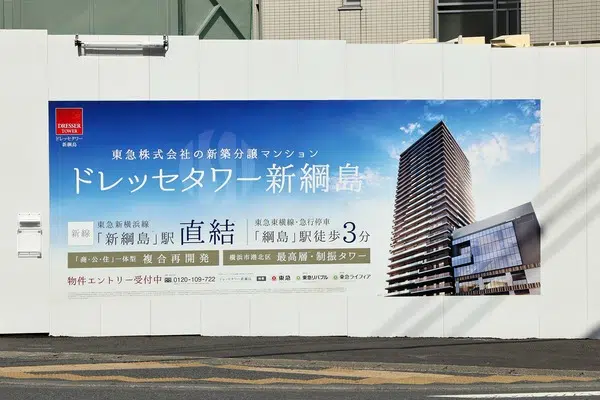 DRESSER
TOWER
ドレッセタワー
新綱島
東急株式会社の新築分譲マンション
ドレッセタワー新綱島
新線
東急新横浜線
「新綱島」駅 直結
東急東横線・急行停車
「綱島」駅徒歩3分
「商・公・住」一体型 複合再開発
横浜市港北区 最高層・制振タワー
物件エントリー受付中 0120-109-722
東急 東急リバブル 東急ライフィア